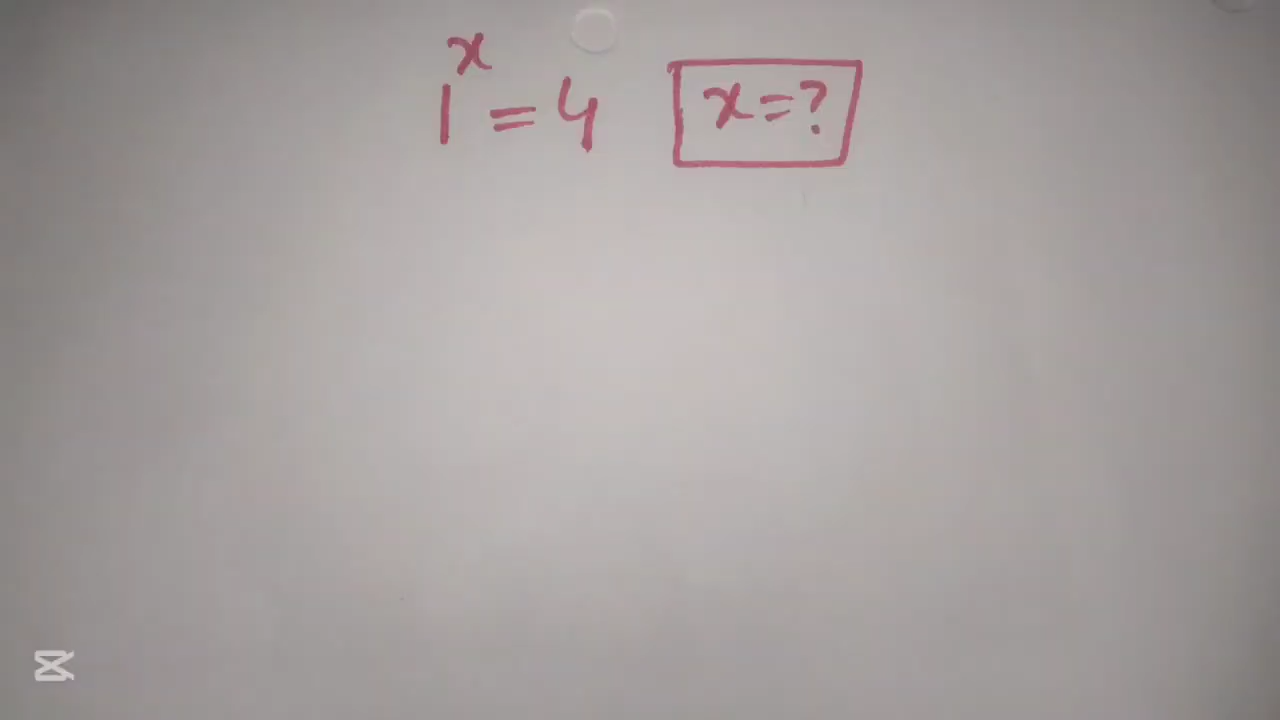 1^x = 4 x = ?